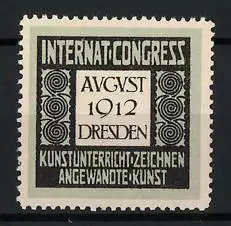 INTERNAT·CONGRESS
AVGVST
1912
DRESDEN
KUNSTUNTERRICHT·ZEICHNEN
ANGEWANDTE·KUNST